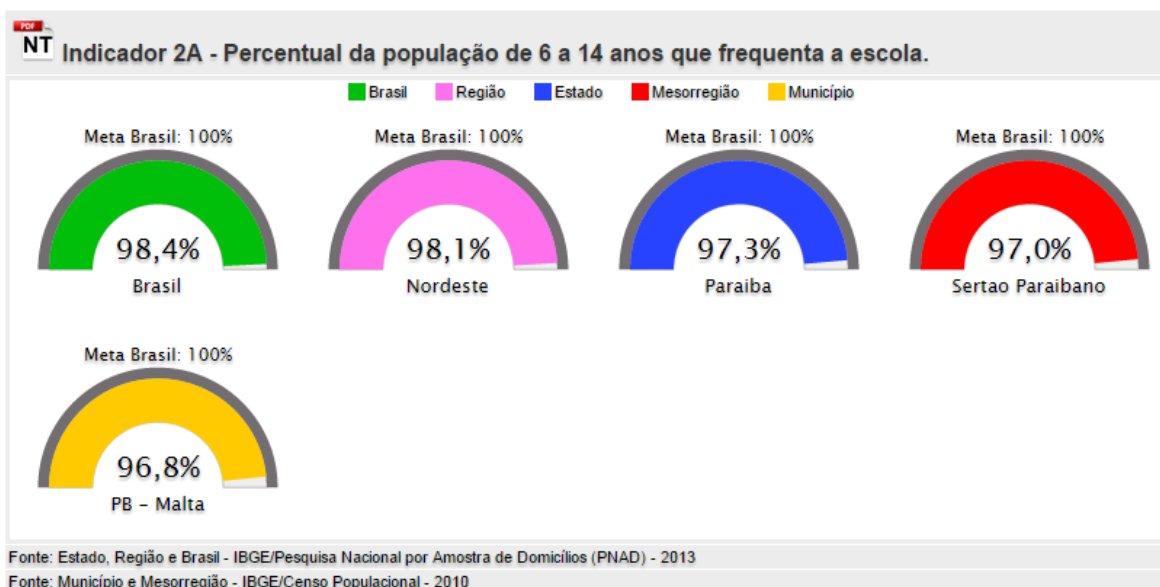 PDF
NT
Indicador 2A - Percentual da população de 6 a 14 anos que frequenta a escola.
Brasil Região Estado Mesorregião Município
Meta Brasil: 100% Meta Brasil: 100% Meta Brasil: 100% Meta Brasil: 100%
98,4% 98,1% 97,3% 97,0%
Brasil Nordeste Paraiba Sertao Paraibano
Meta Brasil: 100%
96,8%
PB - Malta
Fonte: Estado, Região e Brasil - IBGE/Pesquisa Nacional por Amostra de Domicílios (PNAD) - 2013
Fonte: Município e Mesorregião - IBGE/Censo Populacional - 2010